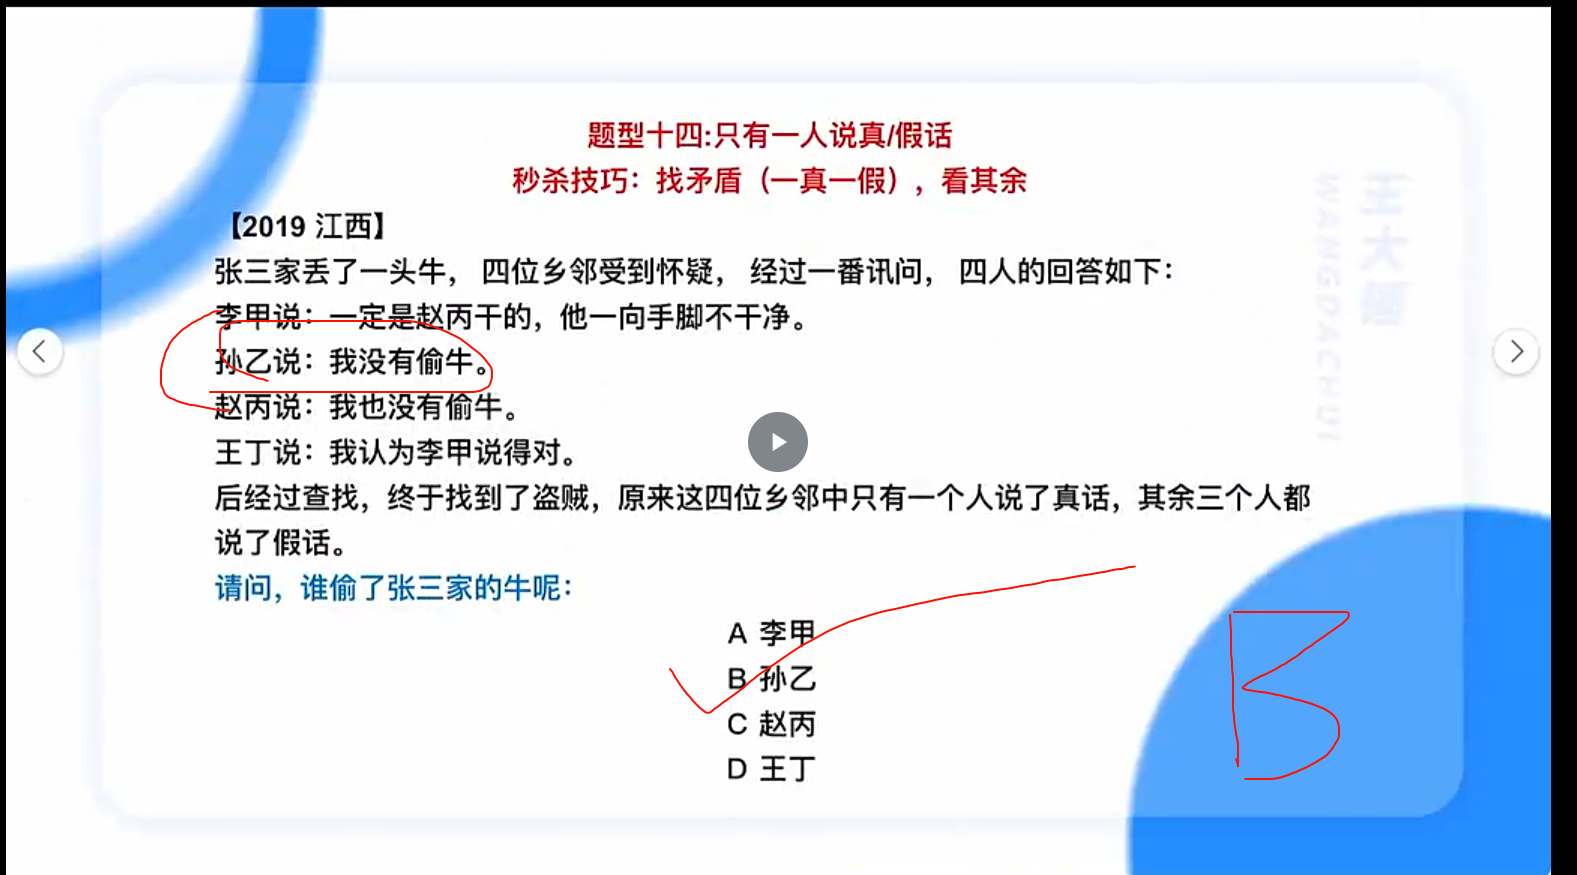 题型十四:只有一人说真/假话
秒杀技巧：找矛盾（一真一假），看其余
【2019 江西】
张三家丢了一头牛， 四位乡邻受到怀疑， 经过一番讯问， 四人的回答如下：
李甲说：一定是赵丙干的，他一向手脚不干净。
孙乙说：我没有偷牛。
赵丙说：我也没有偷牛。
王丁说：我认为李甲说得对。
后经过查找，终于找到了盗贼，原来这四位乡邻中只有一个人说了真话，其余三个人都
说了假话。
请问，谁偷了张三家的牛呢：
A 李甲
B 孙乙
C 赵丙
D 王丁
B
王大
WANGDACHUI